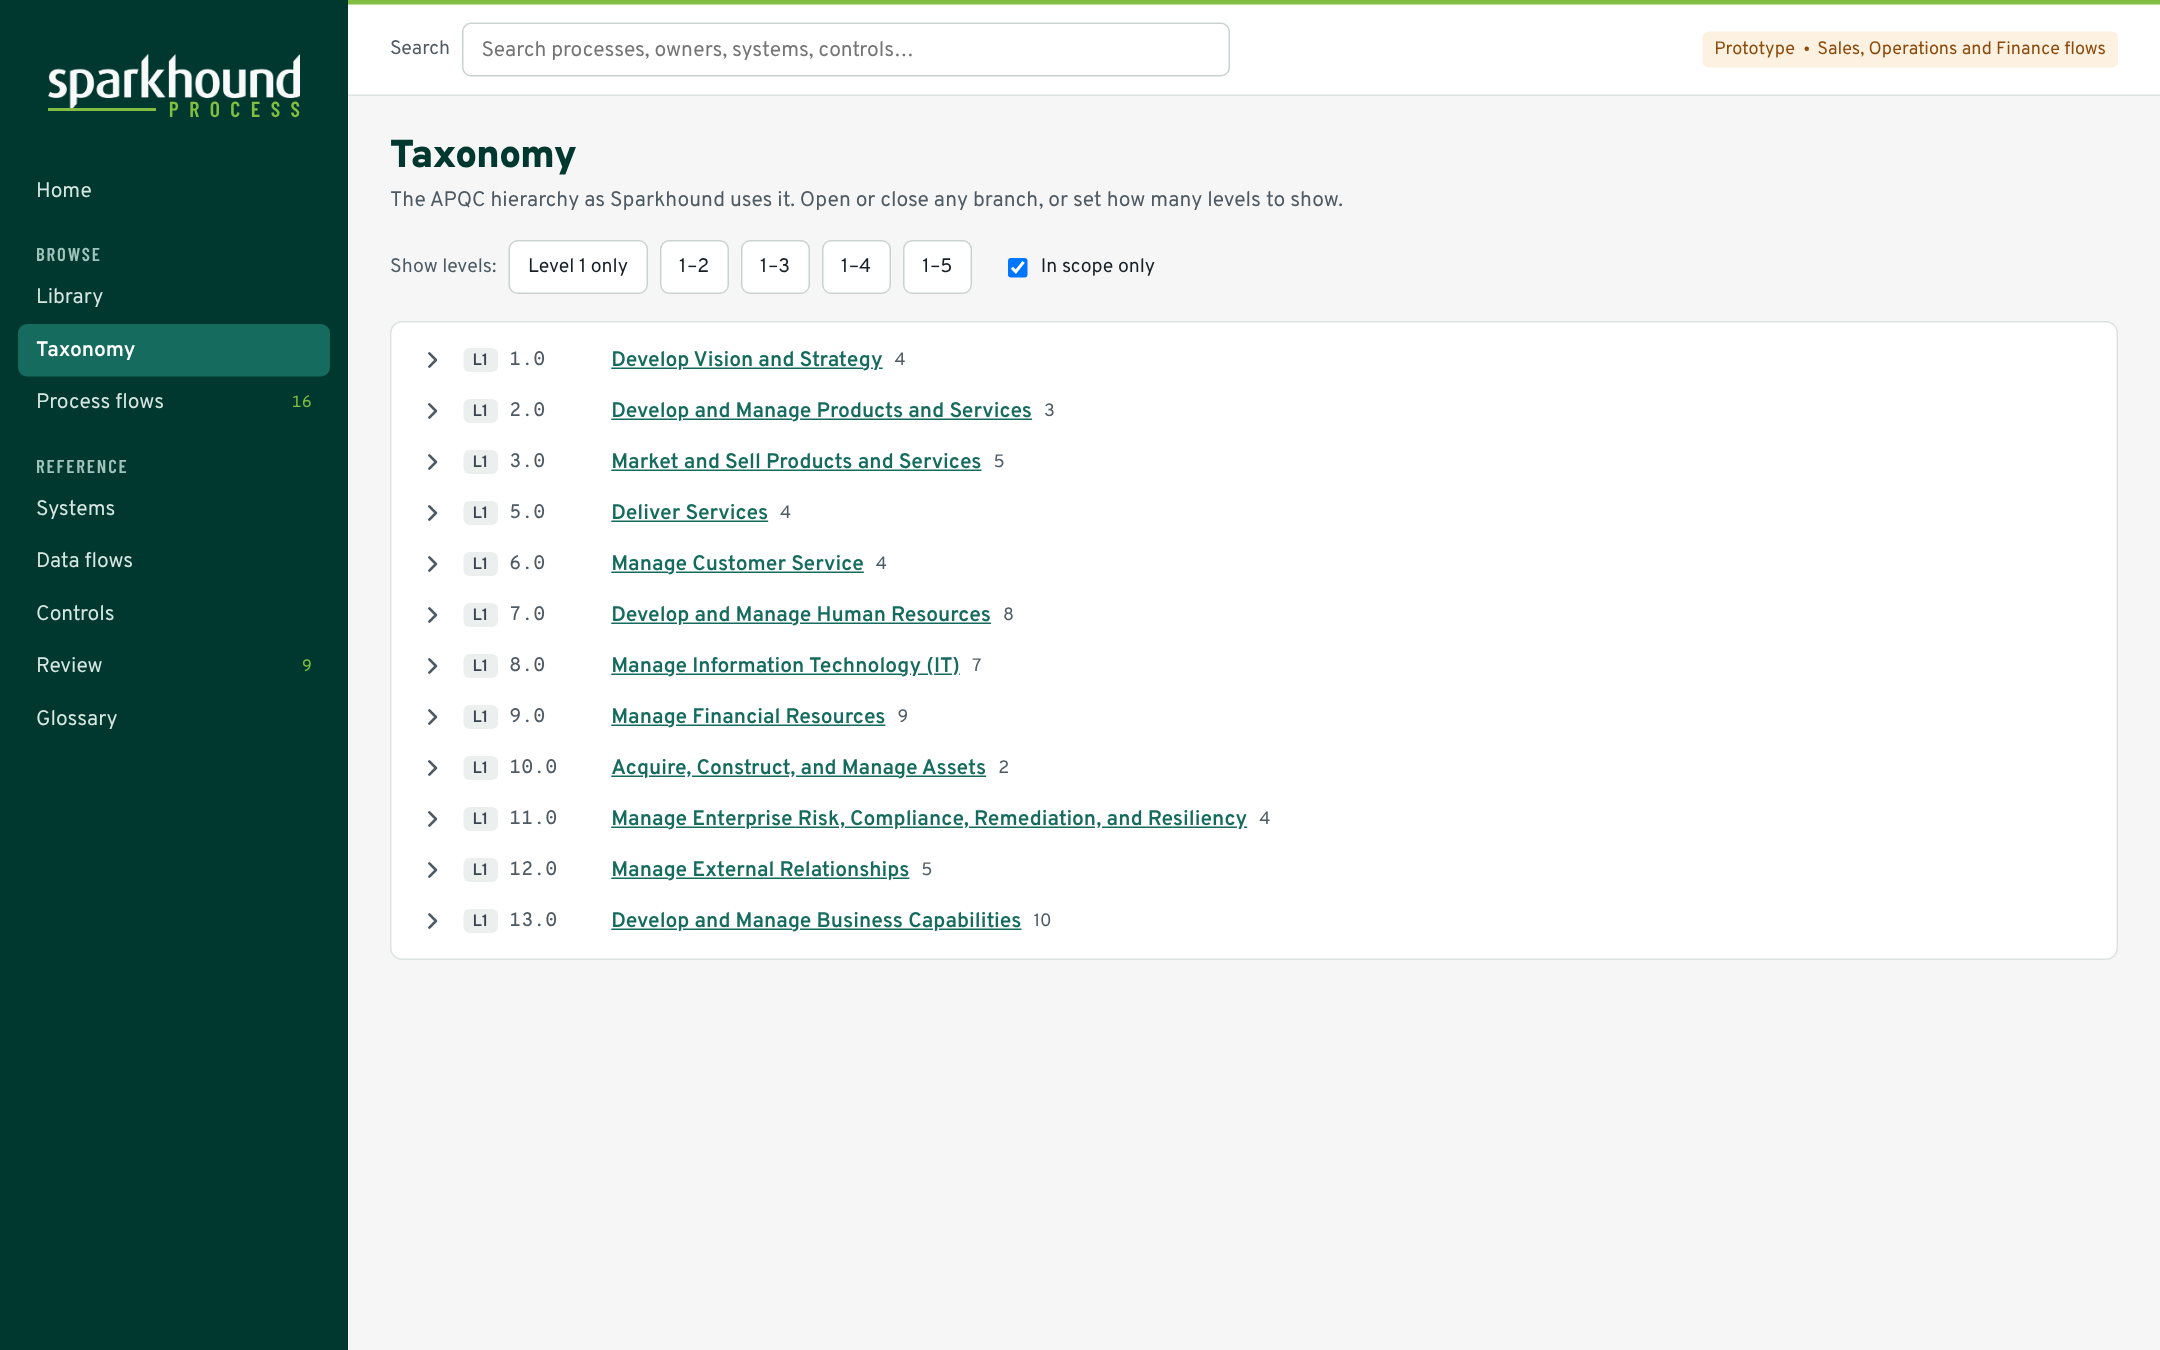 sparkhound
PROCESS
Home
BROWSE
Library
Taxonomy
Process flows 16
REFERENCE
Systems
Data flows
Controls
Review 9
Glossary
Search Search processes, owners, systems, controls...
Prototype • Sales, Operations and Finance flows
Taxonomy
The APQC hierarchy as Sparkhound uses it. Open or close any branch, or set how many levels to show.
Show levels: Level 1 only 1–2 1–3 1–4 1–5 In scope only
L1 1.0 Develop Vision and Strategy 4
L1 2.0 Develop and Manage Products and Services 3
L1 3.0 Market and Sell Products and Services 5
L1 5.0 Deliver Services 4
L1 6.0 Manage Customer Service 4
L1 7.0 Develop and Manage Human Resources 8
L1 8.0 Manage Information Technology (IT) 7
L1 9.0 Manage Financial Resources 9
L1 10.0 Acquire, Construct, and Manage Assets 2
L1 11.0 Manage Enterprise Risk, Compliance, Remediation, and Resiliency 4
L1 12.0 Manage External Relationships 5
L1 13.0 Develop and Manage Business Capabilities 10